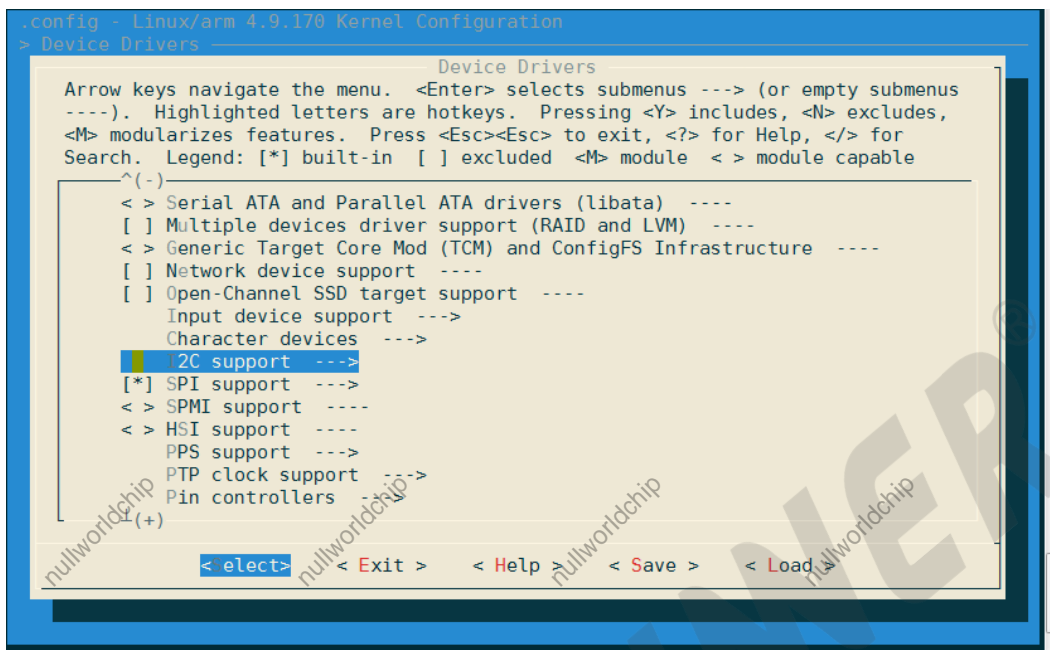 .config - Linux/arm 4.9.170 Kernel Configuration
> Device Drivers
Device Drivers
Arrow keys navigate the menu.  <Enter> selects submenus ---> (or empty submenus
----).  Highlighted letters are hotkeys.  Pressing <Y> includes, <N> excludes,
<M> modularizes features.  Press <Esc><Esc> to exit, <?> for Help, </> for
Search.  Legend: [*] built-in  [ ] excluded  <M> module  < > module capable
^(-)
< > Serial ATA and Parallel ATA drivers (libata)  ----
[ ] Multiple devices driver support (RAID and LVM)  ----
< > Generic Target Core Mod (TCM) and ConfigFS Infrastructure  ----
[ ] Network device support  ----
[ ] Open-Channel SSD target support  ----
Input device support  --->
Character devices  --->
I2C support  --->
[*] SPI support  --->
< > SPMI support  ----
< > HSI support  ----
PPS support  --->
PTP clock support  --->
Pin controllers  --->
⊥(+)
<Select>    < Exit >    < Help >    < Save >    < Load >
nullworldchip nullworldchip nullworldchip nullworldchip
WNER®